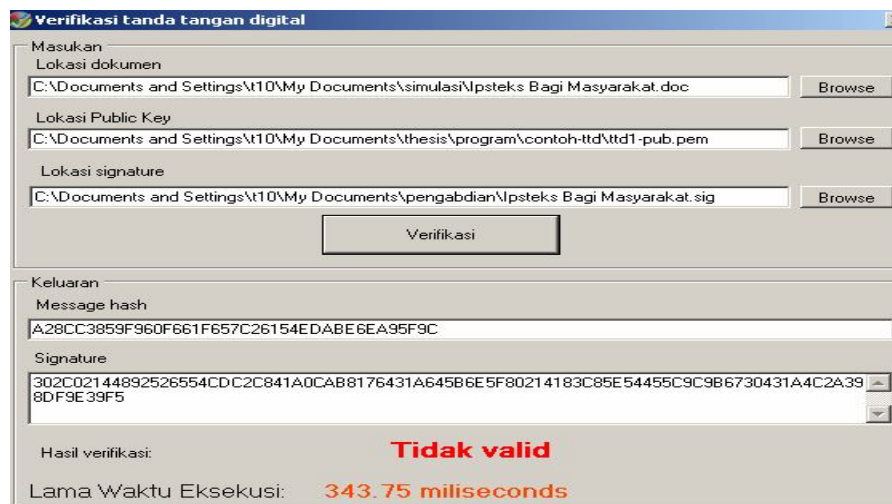 Verifikasi tanda tangan digital
Masukan
Lokasi dokumen
C:\Documents and Settings\t10\My Documents\simulasi\Ipsteks Bagi Masyarakat.doc
Browse
Lokasi Public Key
C:\Documents and Settings\t10\My Documents\thesis\program\contoh-ttd\ttd1-pub.pem
Browse
Lokasi signature
C:\Documents and Settings\t10\My Documents\pengabdian\Ipsteks Bagi Masyarakat.sig
Browse
Verifikasi
Keluaran
Message hash
A28CC3859F960F661F657C26154EDABE6EA95F9C
Signature
302C02144892526554CDC2C841A0CAB8176431A645B6E5F80214183C85E54455C9C9B6730431A4C2A39
8DF9E39F5
Hasil verifikasi:
Tidak valid
Lama Waktu Eksekusi:
343.75 miliseconds